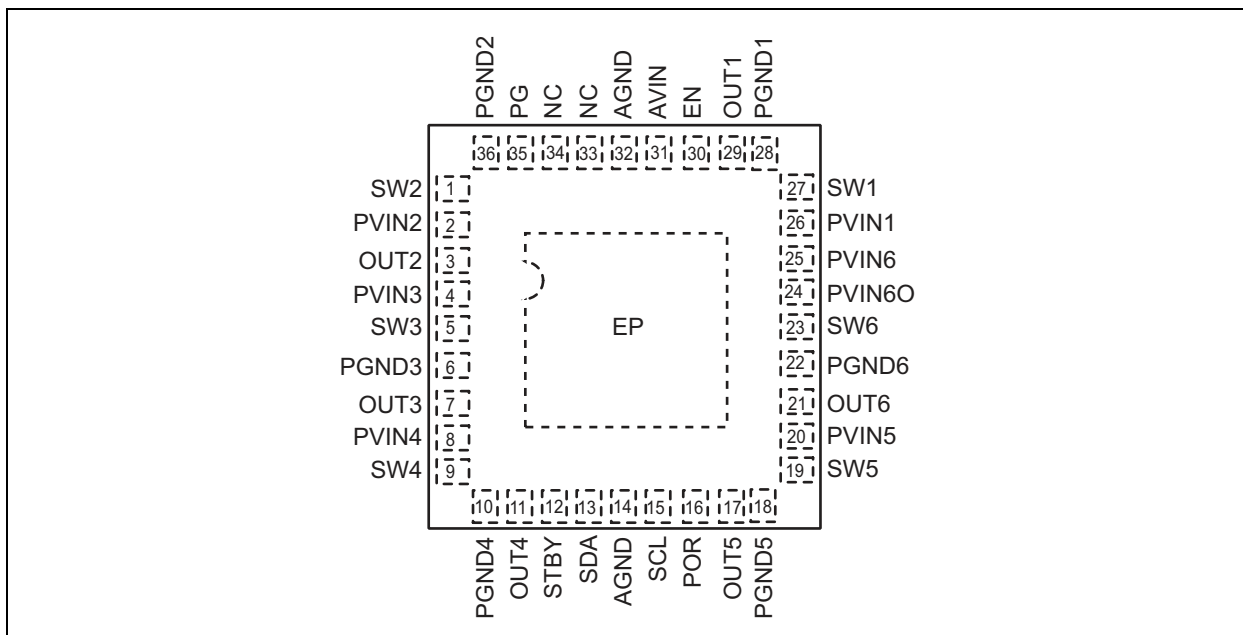 PGND2 PG NC NC AGND AVIN EN OUT1 PGND1
36 35 34 33 32 31 30 29 28
SW2 1 27 SW1
PVIN2 2 26 PVIN1
OUT2 3 25 PVIN6
PVIN3 4 24 PVIN6O
SW3 5 EP 23 SW6
PGND3 6 22 PGND6
OUT3 7 21 OUT6
PVIN4 8 20 PVIN5
SW4 9 19 SW5
10 11 12 13 14 15 16 17 18
PGND4 OUT4 STBY SDA AGND SCL POR OUT5 PGND5